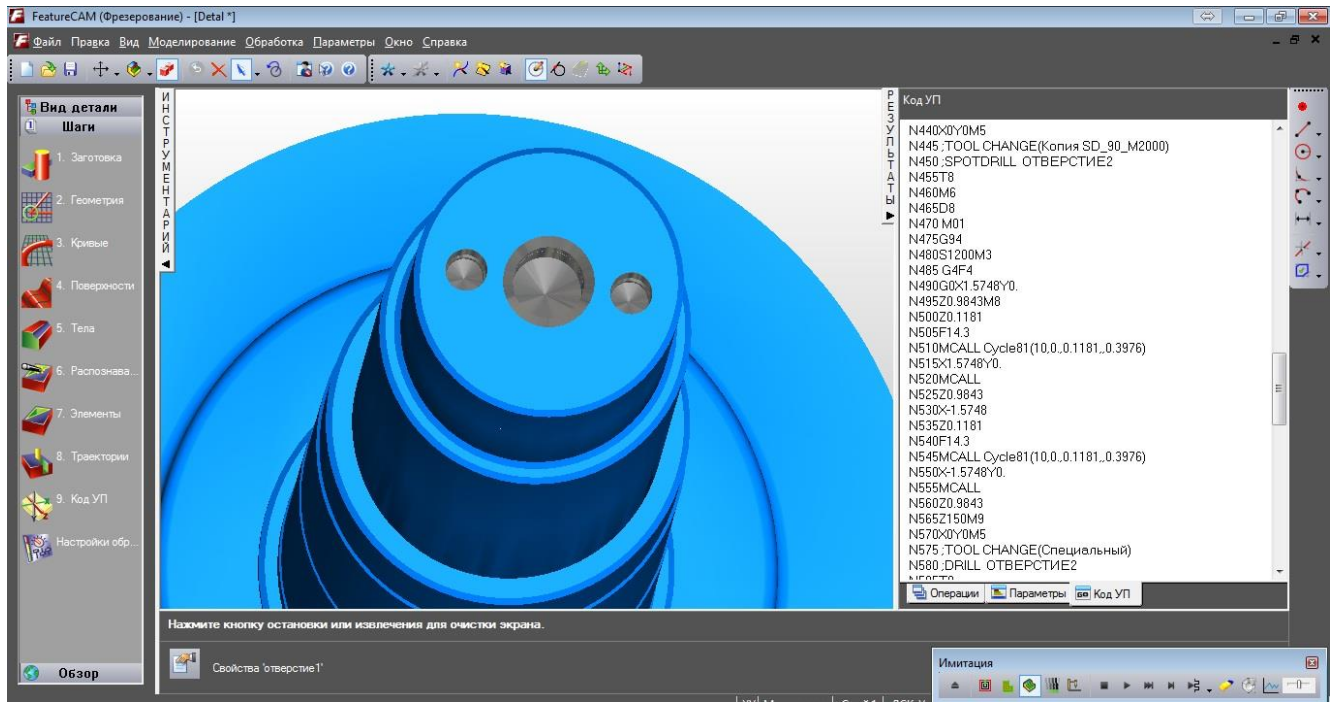 FeatureCAM (Фрезерование) - [Detal *]
Файл Правка Вид Моделирование Обработка Параметры Окно Справка
Вид детали
Шаги
1. Заготовка
2. Геометрия
3. Кривые
4. Поверхности
5. Тела
6. Распознава...
7. Элементы
8. Траектории
9. Код УП
Настройки обр...
Обзор
ИНСТРУМЕНТАРИЙ
РЕЗУЛЬТАТЫ
Код УП
N440X0Y0M5
N445 ;TOOL CHANGE(Копия SD_90_M2000)
N450 ;SPOTDRILL ОТВЕРСТИЕ2
N455T8
N460M6
N465D8
N470 M01
N475G94
N480S1200M3
N485 G4F4
N490G0X1.5748Y0.
N495Z0.9843M8
N500Z0.1181
N505F14.3
N510MCALL Cycle81(10,0.,0.1181,,0.3976)
N515X1.5748Y0.
N520MCALL
N525Z0.9843
N530X-1.5748
N535Z0.1181
N540F14.3
N545MCALL Cycle81(10,0.,0.1181,,0.3976)
N550X-1.5748Y0.
N555MCALL
N560Z0.9843
N565Z150M9
N570X0Y0M5
N575 ;TOOL CHANGE(Специальный)
N580 ;DRILL ОТВЕРСТИЕ2
Операции Параметры Код УП
Нажмите кнопку остановки или извлечения для очистки экрана.
Свойства 'отверстие1'
Имитация